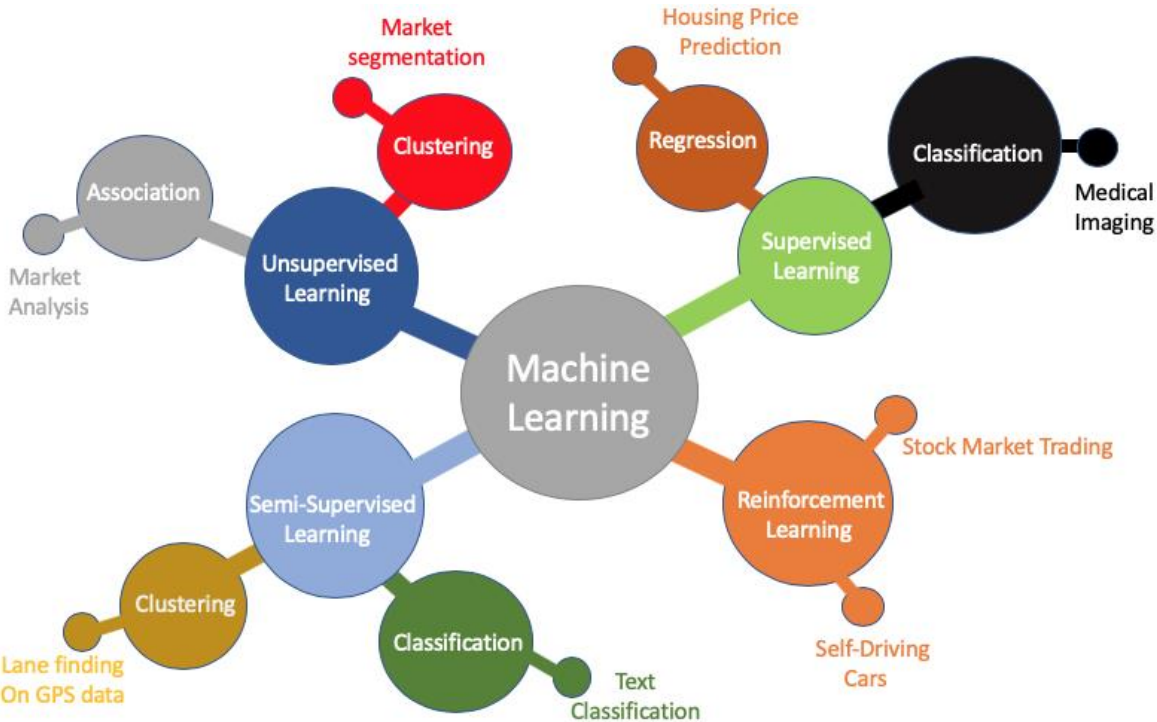 Market
segmentation
Housing Price
Prediction
Clustering
Regression
Classification
Association
Medical
Imaging
Unsupervised
Learning
Supervised
Learning
Market
Analysis
Machine
Learning
Stock Market Trading
Semi-Supervised
Learning
Reinforcement
Learning
Clustering
Classification
Lane finding
On GPS data
Text
Classification
Self-Driving
Cars